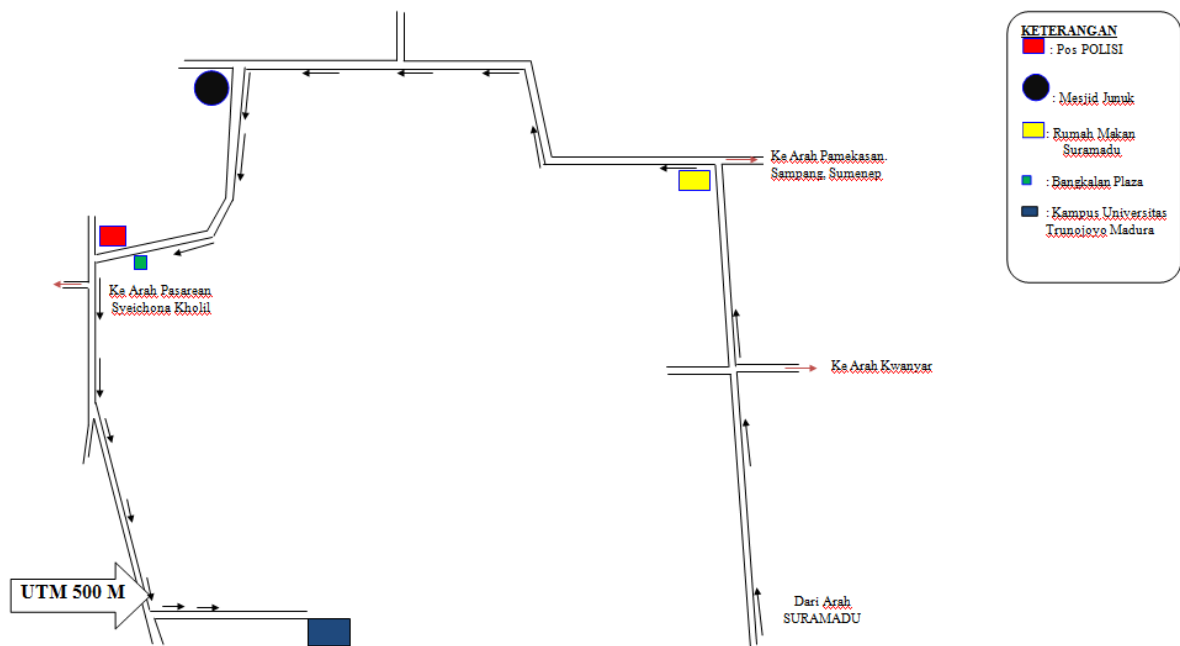 KETERANGAN
: Pos POLISI
: Mesjid Junuk
: Rumah Makan
Suramadu
: Bangkalan Plaza
: Kampus Universitas
Trunojoyo Madura
Ke Arah Pamekasan.
Sampang, Sumenep
Ke Arah Pasarean
Syeichona Kholil
Ke Arah Kwanyar
UTM 500 M
Dari Arah
SURAMADU